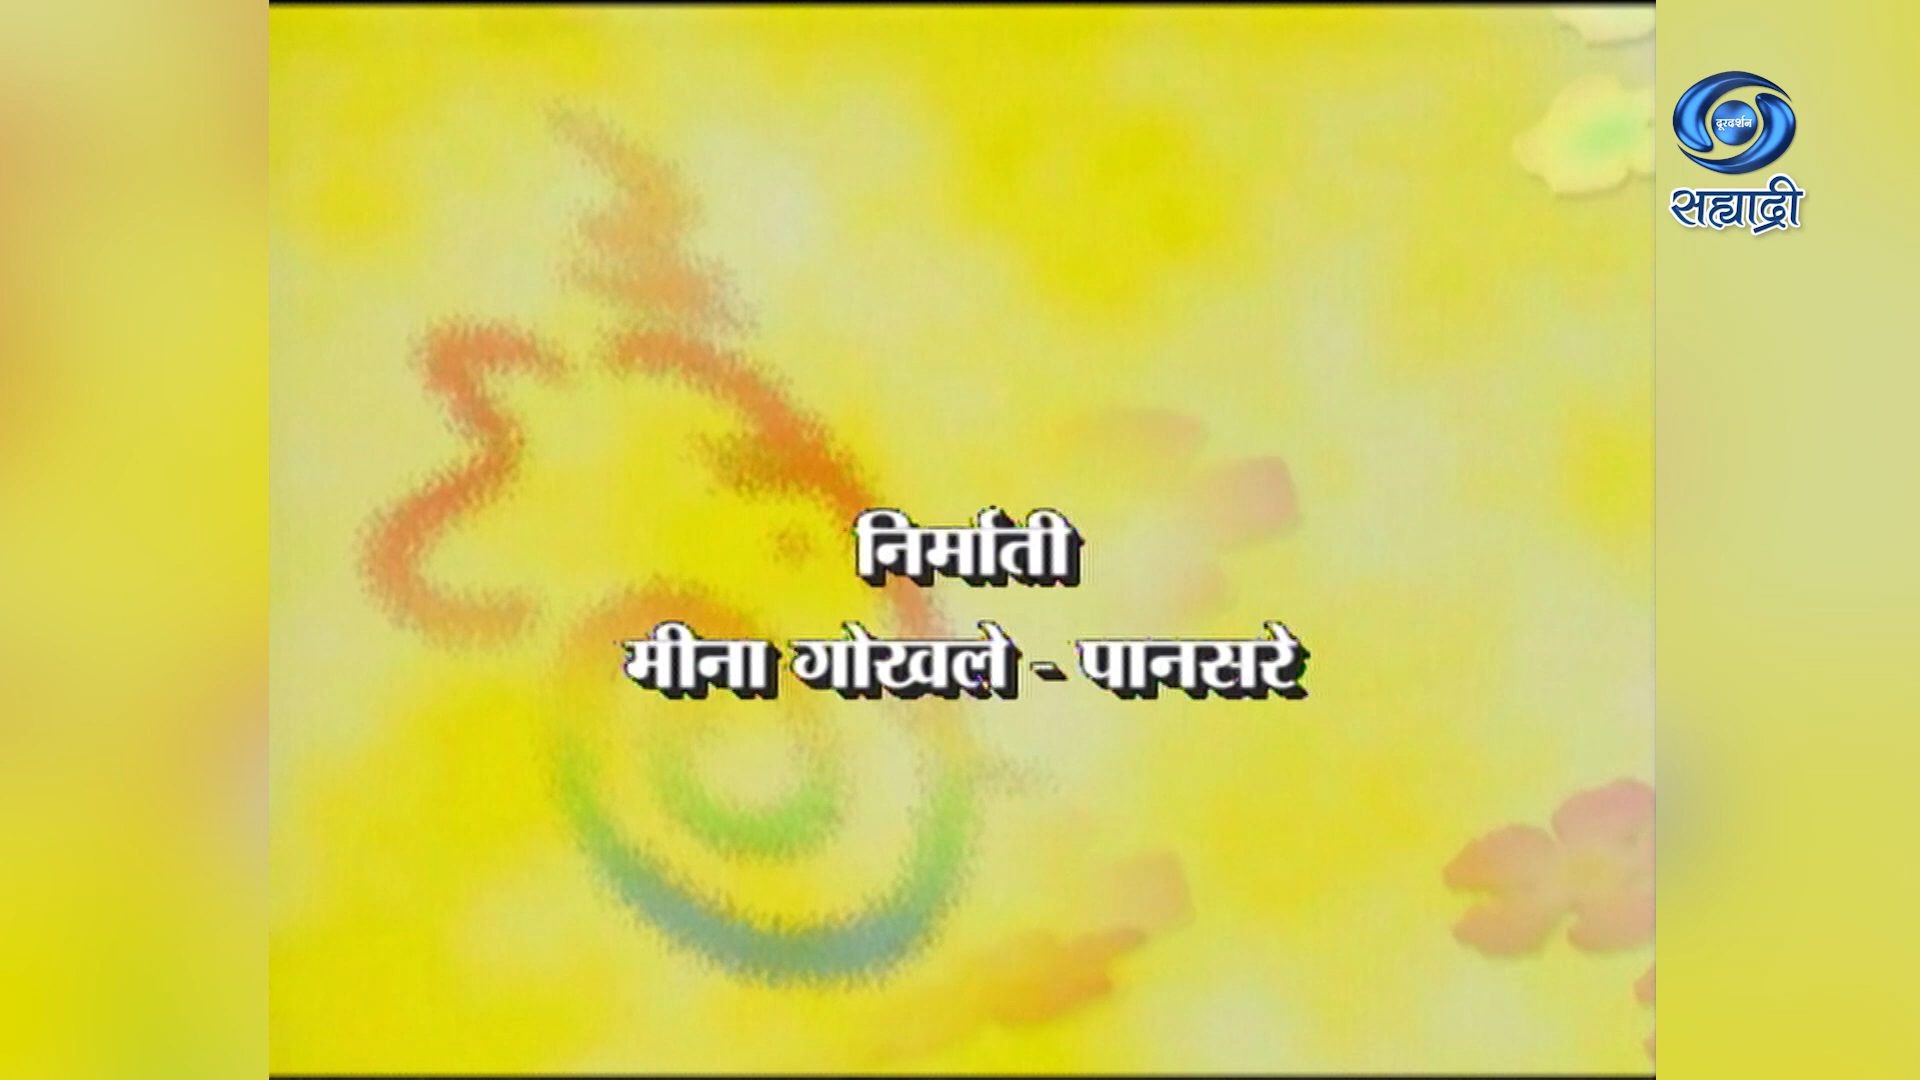 दूरदर्शन
सह्याद्री
निर्माती
मीना गोखले - पानसरे